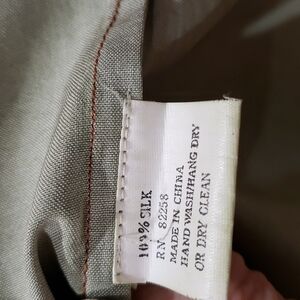 100% SILK
RN 82258
MADE IN CHINA
HAND WASH/HANG DRY
OR DRY CLEAN